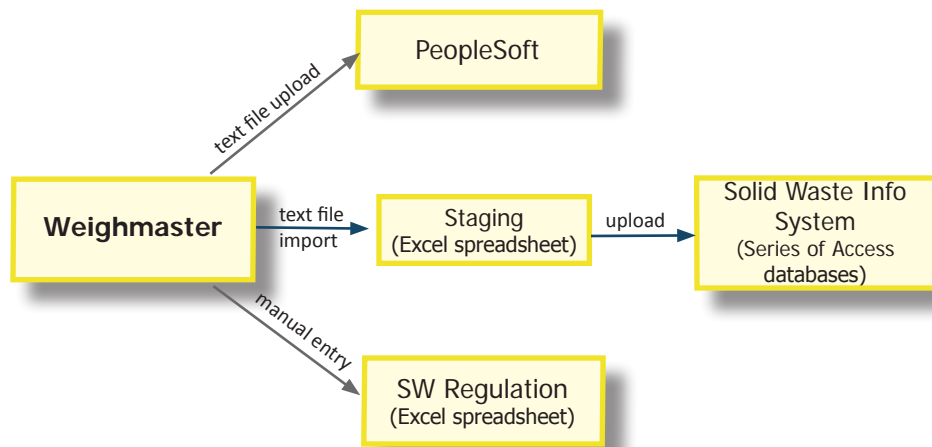 PeopleSoft
text file upload
Weighmaster
text file
import
Staging
(Excel spreadsheet)
upload
Solid Waste Info
System
(Series of Access
databases)
manual entry
SW Regulation
(Excel spreadsheet)